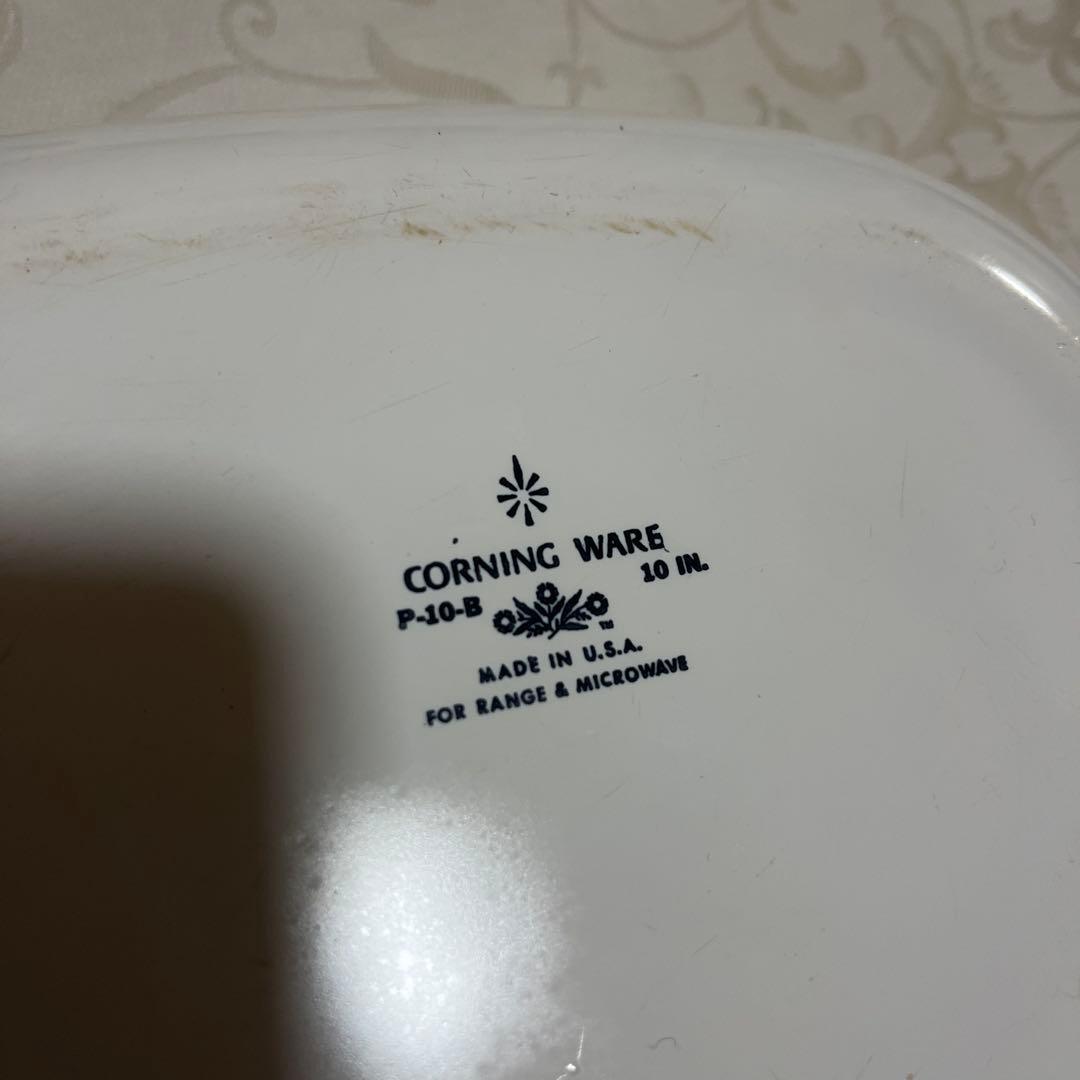 CORNING WARE
P-10-B 10 IN.
TM
MADE IN U.S.A.
FOR RANGE & MICROWAVE